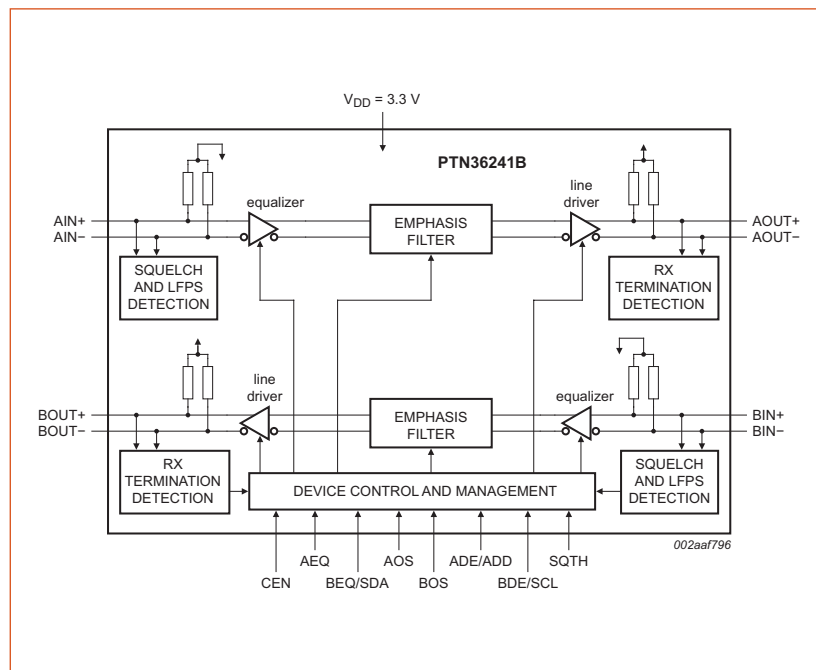 V_DD = 3.3 V
PTN36241B
equalizer
line
driver
AIN+
AIN−
EMPHASIS
FILTER
AOUT+
AOUT−
SQUELCH
AND LFPS
DETECTION
RX
TERMINATION
DETECTION
line
driver
equalizer
BOUT+
BOUT−
EMPHASIS
FILTER
BIN+
BIN−
RX
TERMINATION
DETECTION
DEVICE CONTROL AND MANAGEMENT
SQUELCH
AND LFPS
DETECTION
002aaf796
AEQ
AOS
ADE/ADD
SQTH
CEN
BEQ/SDA
BOS
BDE/SCL